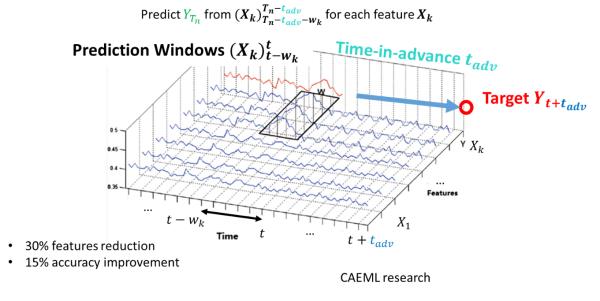 Predict Y_{T_n} from (X_k)^{T_n-t_{adv}}_{T_n-t_{adv}-w_k} for each feature X_k
Prediction Windows (X_k)^t_{t-w_k}
Time-in-advance t_{adv}
w
Target Y_{t+t_{adv}}
Y X_k
0 5
0.45
0.4
0.35
...
Features
X_1
... t - w_k t ... t + t_{adv}
Time
• 30% features reduction
• 15% accuracy improvement
CAEML research